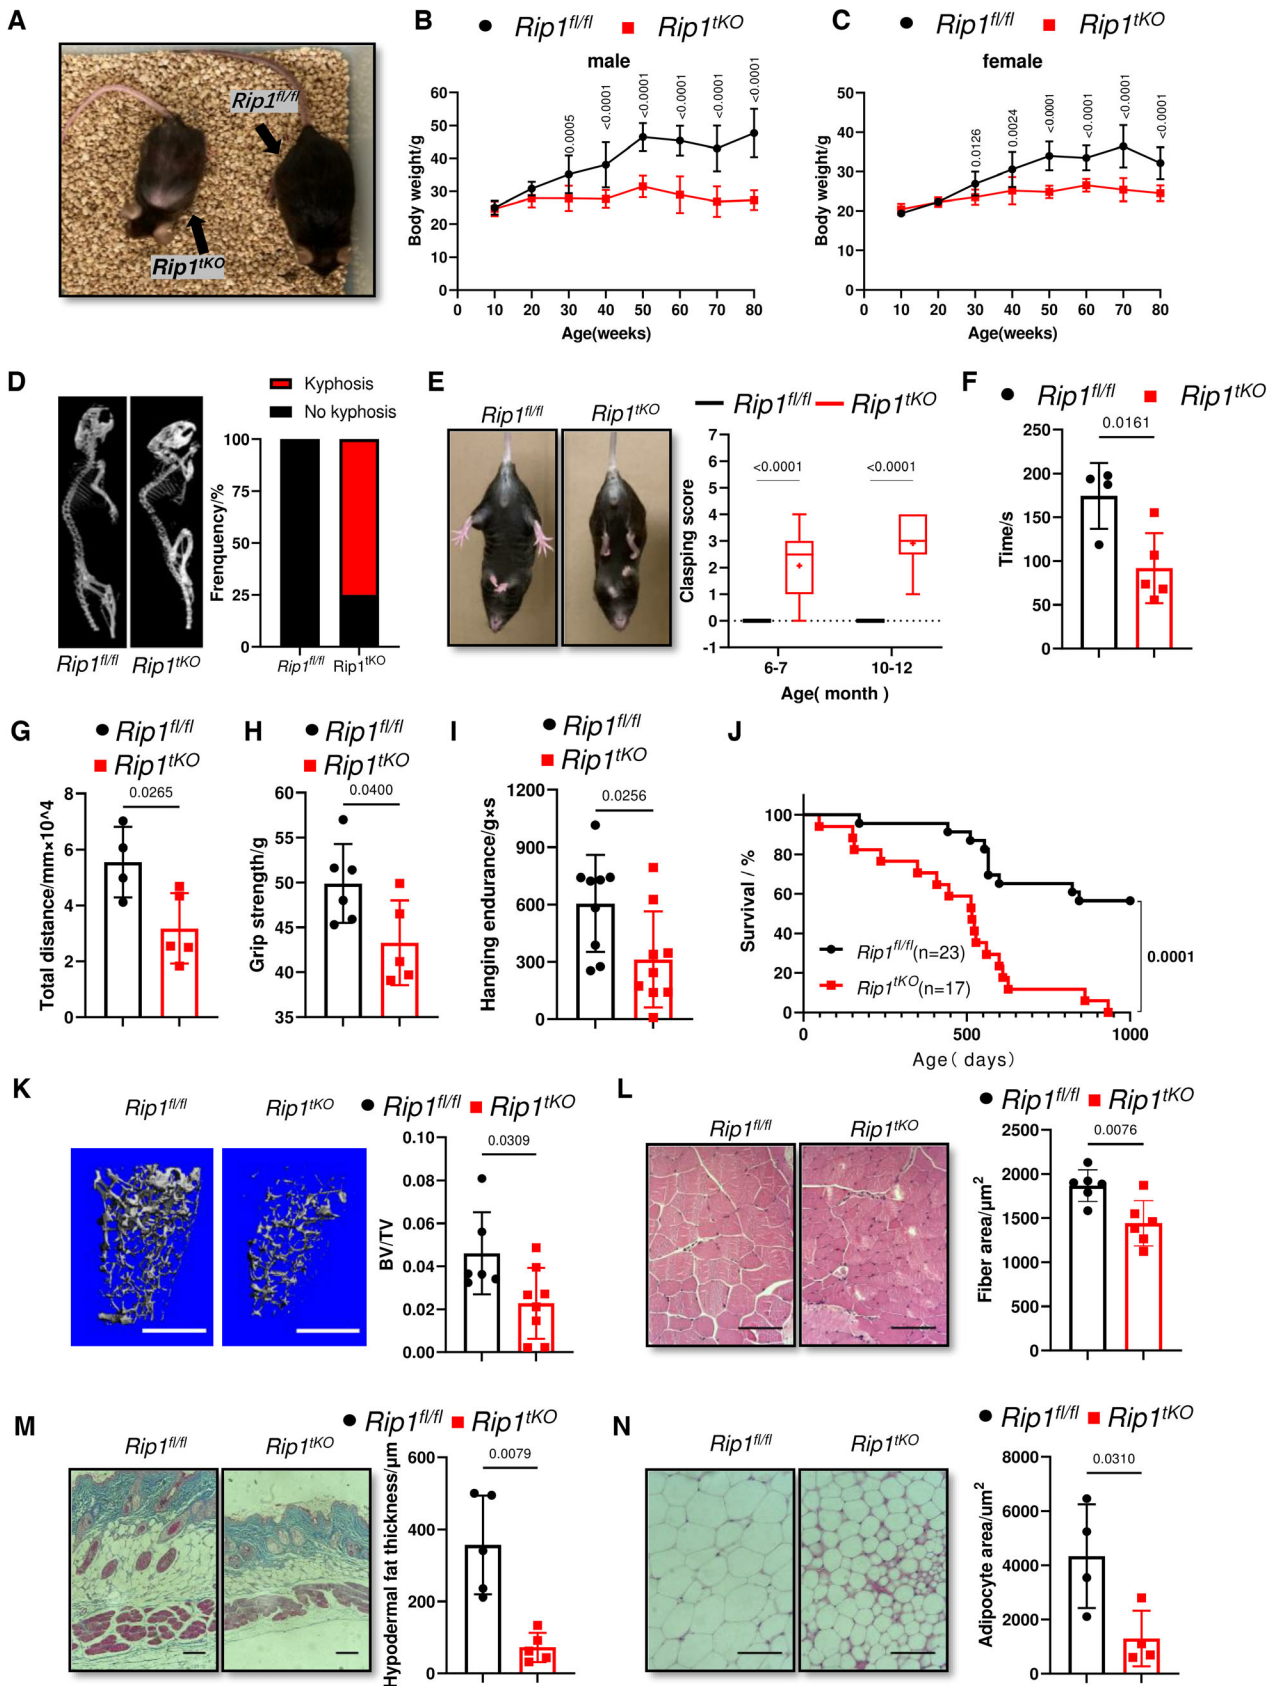 A
Rip1fl/fl
Rip1tKO
B
Rip1fl/fl Rip1tKO
male
Body weight/g
60
50
40
30
20
10
0
0.0005
<0.0001
<0.0001
<0.0001
<0.0001
<0.0001
0 10 20 30 40 50 60 70 80
Age(weeks)
C
Rip1fl/fl Rip1tKO
female
Body weight/g
50
40
30
20
10
0
0.0126
0.0024
<0.0001
<0.0001
<0.0001
<0.0001
0 10 20 30 40 50 60 70 80
Age(weeks)
D
Rip1fl/fl Rip1tKO
Kyphosis
No kyphosis
Frenquency/%
100
75
50
25
0
Rip1fl/fl Rip1tKO
E
Rip1fl/fl Rip1tKO
Rip1fl/fl Rip1tKO
Clasping score
7
6
5
4
3
2
1
0
-1
<0.0001 <0.0001
6-7 10-12
Age( month )
F
Rip1fl/fl Rip1tKO
Time/s
250
200
150
100
50
0
0.0161
G
Rip1fl/fl
Rip1tKO
Total distance/mm×10^4
8
6
4
2
0
0.0265
H
Rip1fl/fl
Rip1tKO
Grip strength/g
60
55
50
45
40
35
0.0400
I
Rip1fl/fl
Rip1tKO
Hanging endurance/g×s
1200
900
600
300
0
0.0256
J
Survival / %
100
80
60
40
20
0
Rip1fl/fl(n=23)
Rip1tKO(n=17)
0.0001
0 500 1000
Age( days)
K
Rip1fl/fl Rip1tKO
Rip1fl/fl Rip1tKO
BV/TV
0.10
0.08
0.06
0.04
0.02
0.00
0.0309
L
Rip1fl/fl Rip1tKO
Rip1fl/fl Rip1tKO
Fiber area/μm2
2500
2000
1500
1000
500
0
0.0076
M
Rip1fl/fl Rip1tKO
Rip1fl/fl Rip1tKO
Hypodermal fat thickness/μm
600
400
200
0
0.0079
N
Rip1fl/fl Rip1tKO
Rip1fl/fl Rip1tKO
Adipocyte area/um2
8000
6000
4000
2000
0
0.0310